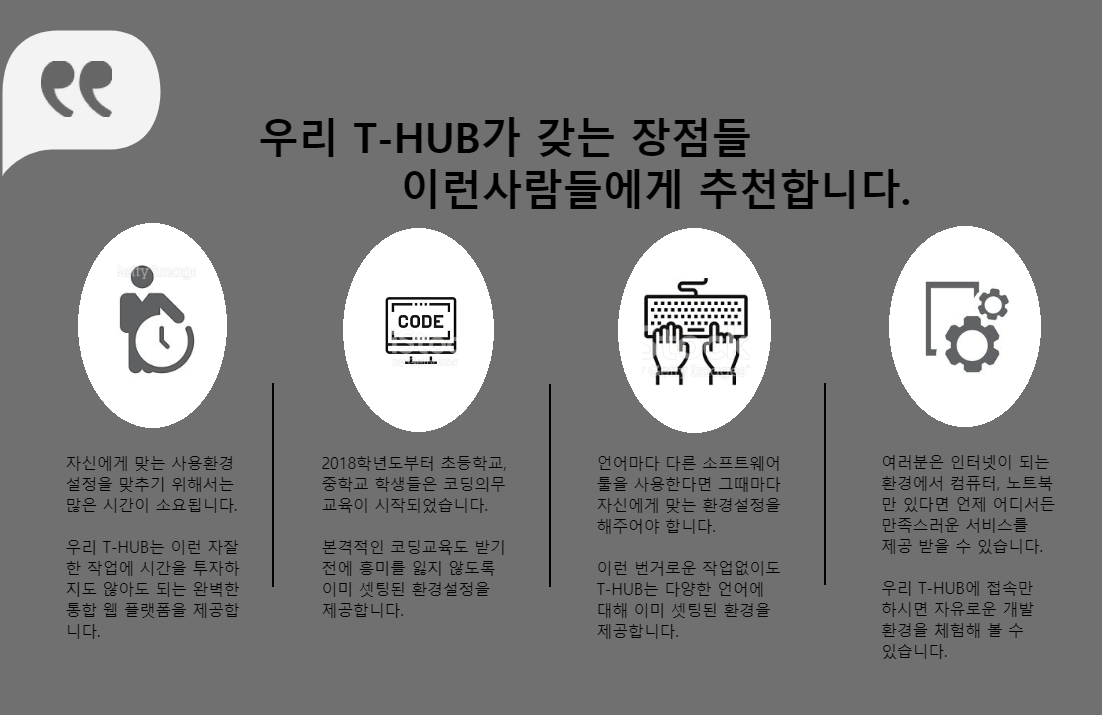 우리 T-HUB가 갖는 장점들
이런사람들에게 추천합니다.
CODE
자신에게 맞는 사용환경
설정을 맞추기 위해서는
많은 시간이 소요됩니다.
우리 T-HUB는 이런 자잘
한 작업에 시간을 투자하
지도 않아도 되는 완벽한
통합 웹 플랫폼을 제공합
니다.
2018학년도부터 초등학교,
중학교 학생들은 코딩의무
교육이 시작되었습니다.
본격적인 코딩교육도 받기
전에 흥미를 잃지 않도록
이미 셋팅된 환경설정을
제공합니다.
언어마다 다른 소프트웨어
툴을 사용한다면 그때마다
자신에게 맞는 환경설정을
해주어야 합니다.
이런 번거로운 작업없이도
T-HUB는 다양한 언어에
대해 이미 셋팅된 환경을
제공합니다.
여러분은 인터넷이 되는
환경에서 컴퓨터, 노트북
만 있다면 언제 어디서든
만족스러운 서비스를
제공 받을 수 있습니다.
우리 T-HUB에 접속만
하시면 자유로운 개발
환경을 체험해 볼 수
있습니다.